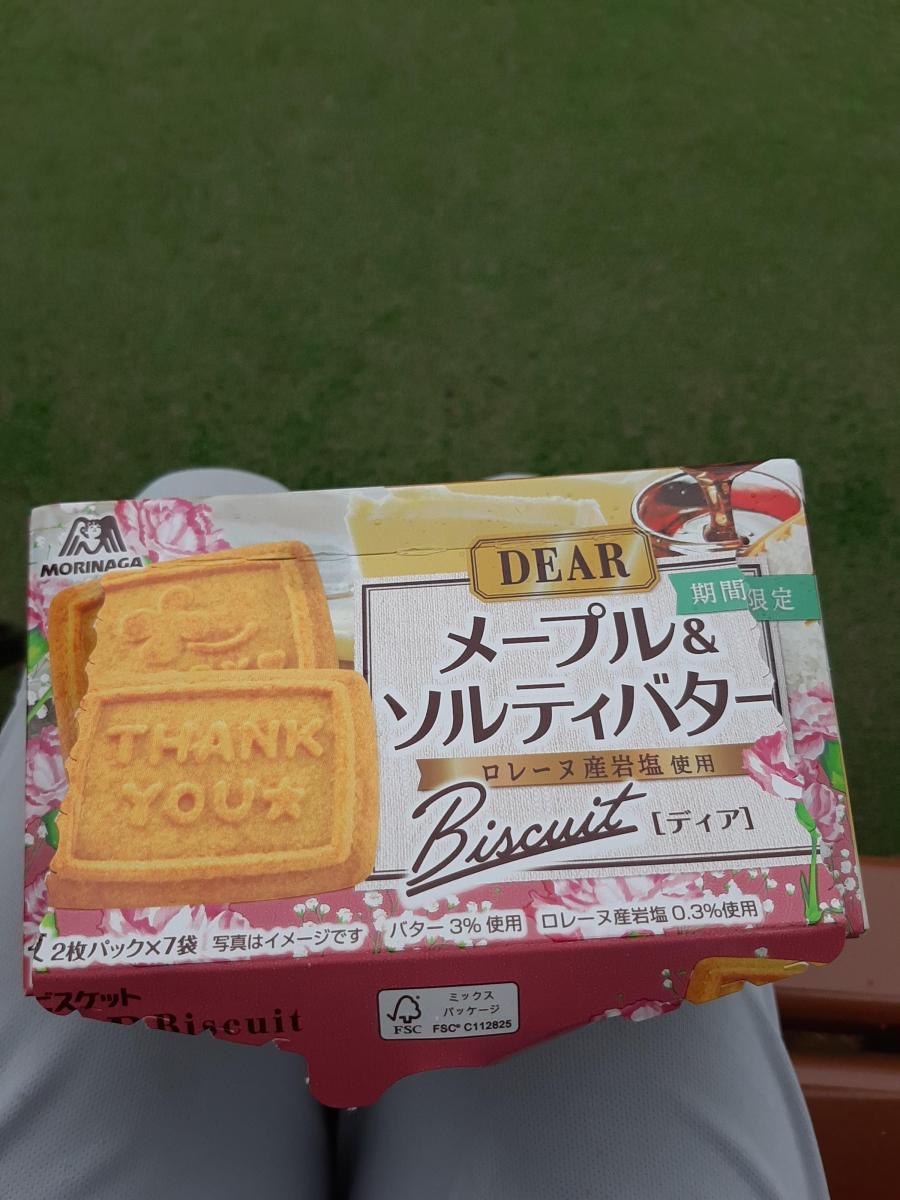 MORINAGA
DEAR
期間限定
メープル&
ソルティバター
ロレーヌ産岩塩使用
Biscuit [ディア]
THANK
YOU☆
2枚パック×7袋 写真はイメージです バター3%使用 ロレーヌ産岩塩0.3%使用
ビスケット
Biscuit
ミックス
パッケージ
FSC
FSC® C112825